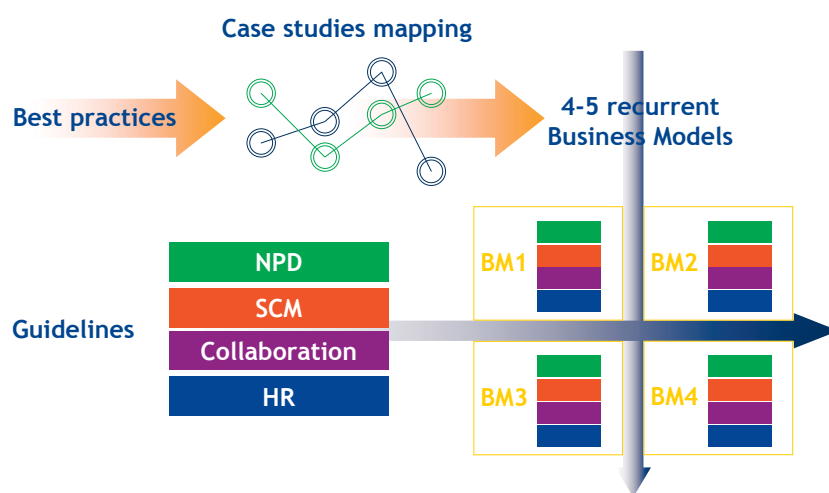 Case studies mapping
Best practices
4-5 recurrent
Business Models
Guidelines
NPD
SCM
Collaboration
HR
BM1
BM2
BM3
BM4